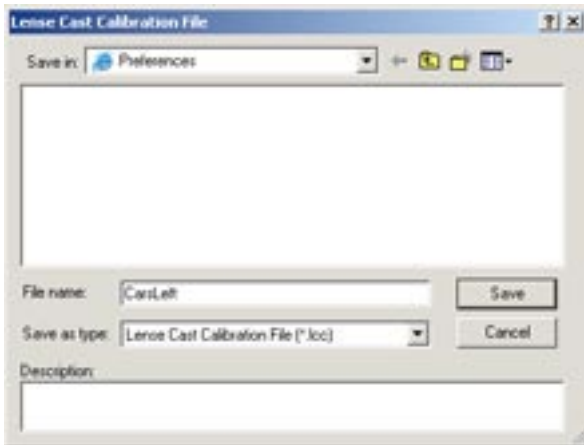 Lense Cast Calibration File
Save in: Preferences
File name: CarsLeft Save
Save as type: Lense Cast Calibration File (*.lcc) Cancel
Description: